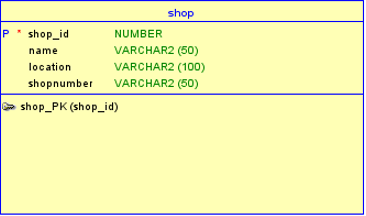 shop
P * shop_id NUMBER
name VARCHAR2 (50)
location VARCHAR2 (100)
shopnumber VARCHAR2 (50)
shop_PK (shop_id)